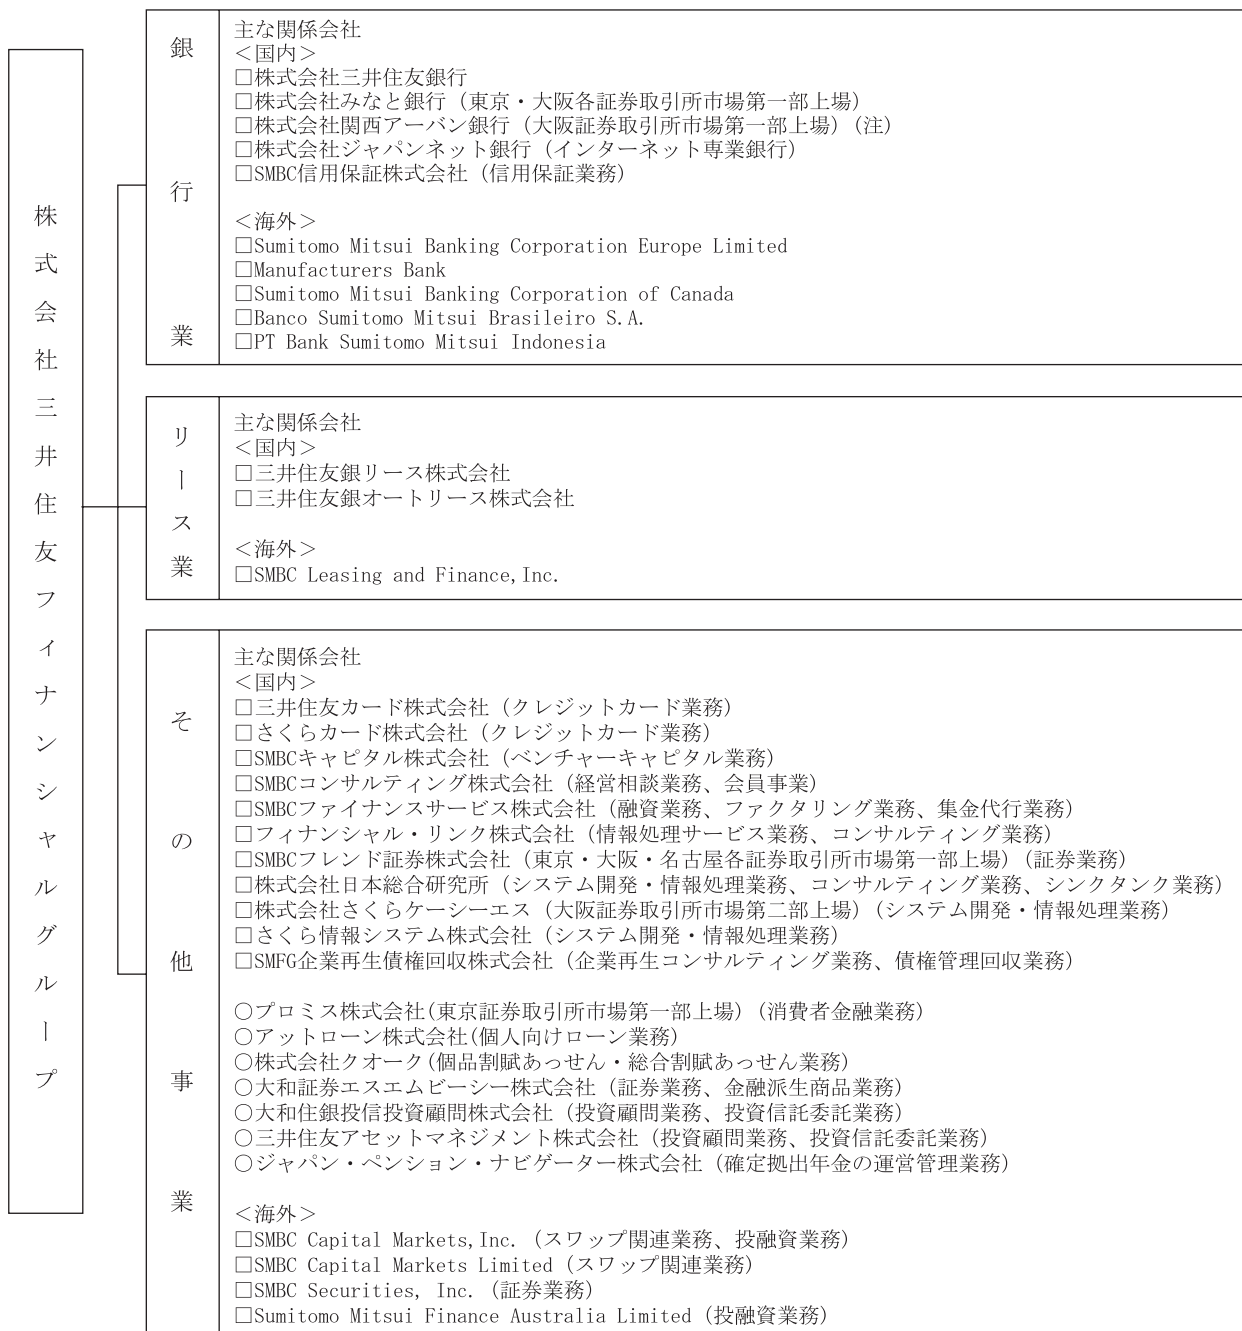 株式会社三井住友フィナンシャルグループ
銀行業
主な関係会社
＜国内＞
□株式会社三井住友銀行
□株式会社みなと銀行（東京・大阪各証券取引所市場第一部上場）
□株式会社関西アーバン銀行（大阪証券取引所市場第一部上場）（注）
□株式会社ジャパンネット銀行（インターネット専業銀行）
□SMBC信用保証株式会社（信用保証業務）
＜海外＞
□Sumitomo Mitsui Banking Corporation Europe Limited
□Manufacturers Bank
□Sumitomo Mitsui Banking Corporation of Canada
□Banco Sumitomo Mitsui Brasileiro S.A.
□PT Bank Sumitomo Mitsui Indonesia
リース業
主な関係会社
＜国内＞
□三井住友銀リース株式会社
□三井住友銀オートリース株式会社
＜海外＞
□SMBC Leasing and Finance,Inc.
その他事業
主な関係会社
＜国内＞
□三井住友カード株式会社（クレジットカード業務）
□さくらカード株式会社（クレジットカード業務）
□SMBCキャピタル株式会社（ベンチャーキャピタル業務）
□SMBCコンサルティング株式会社（経営相談業務、会員事業）
□SMBCファイナンスサービス株式会社（融資業務、ファクタリング業務、集金代行業務）
□フィナンシャル・リンク株式会社（情報処理サービス業務、コンサルティング業務）
□SMBCフレンド証券株式会社（東京・大阪・名古屋各証券取引所市場第一部上場）（証券業務）
□株式会社日本総合研究所（システム開発・情報処理業務、コンサルティング業務、シンクタンク業務）
□株式会社さくらケーシーエス（大阪証券取引所市場第二部上場）（システム開発・情報処理業務）
□さくら情報システム株式会社（システム開発・情報処理業務）
□SMFG企業再生債権回収株式会社（企業再生コンサルティング業務、債権管理回収業務）
○プロミス株式会社(東京証券取引所市場第一部上場)（消費者金融業務）
○アットローン株式会社(個人向けローン業務)
○株式会社クオーク(個品割賦あっせん・総合割賦あっせん業務)
○大和証券エスエムビーシー株式会社（証券業務、金融派生商品業務）
○大和住銀投信投資顧問株式会社（投資顧問業務、投資信託委託業務）
○三井住友アセットマネジメント株式会社（投資顧問業務、投資信託委託業務）
○ジャパン・ペンション・ナビゲーター株式会社（確定拠出年金の運営管理業務）
＜海外＞
□SMBC Capital Markets,Inc.（スワップ関連業務、投融資業務）
□SMBC Capital Markets Limited（スワップ関連業務）
□SMBC Securities, Inc.（証券業務）
□Sumitomo Mitsui Finance Australia Limited（投融資業務）